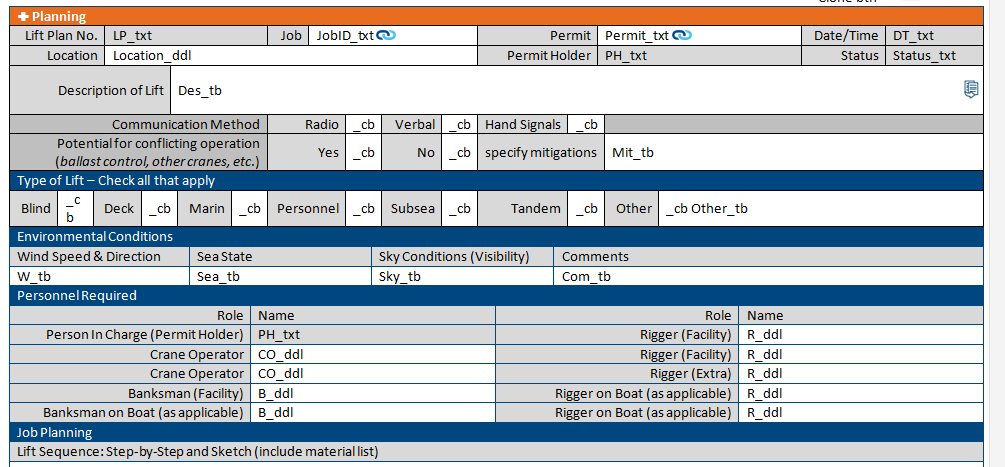 Clone btn
Planning
Lift Plan No. LP_txt Job JobID_txt Permit Permit_txt Date/Time DT_txt
Location Location_ddl Permit Holder PH_txt Status Status_txt
Description of Lift Des_tb
Communication Method Radio _cb Verbal _cb Hand Signals _cb
Potential for conflicting operation
(ballast control, other cranes, etc.) Yes _cb No _cb specify mitigations Mit_tb
Type of Lift – Check all that apply
Blind _c
b Deck _cb Marin _cb Personnel _cb Subsea _cb Tandem _cb Other _cb Other_tb
Environmental Conditions
Wind Speed & Direction Sea State Sky Conditions (Visibility) Comments
W_tb Sea_tb Sky_tb Com_tb
Personnel Required
Role Name Role Name
Person In Charge (Permit Holder) PH_txt Rigger (Facility) R_ddl
Crane Operator CO_ddl Rigger (Facility) R_ddl
Crane Operator CO_ddl Rigger (Extra) R_ddl
Banksman (Facility) B_ddl Rigger on Boat (as applicable) R_ddl
Banksman on Boat (as applicable) B_ddl Rigger on Boat (as applicable) R_ddl
Job Planning
Lift Sequence: Step-by-Step and Sketch (include material list)